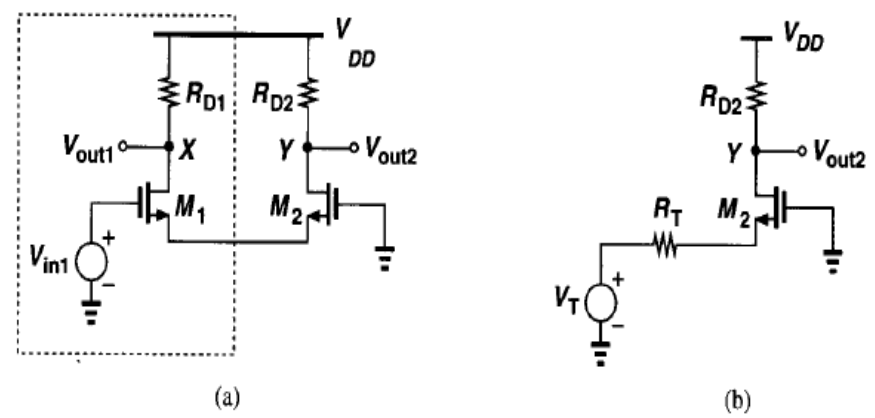 V
DD
V_DD
R_D1
R_D2
R_D2
V_out1
X
Y
V_out2
Y
V_out2
M_1
M_2
R_T
M_2
V_in1
+
−
V_T
+
−
(a)
(b)